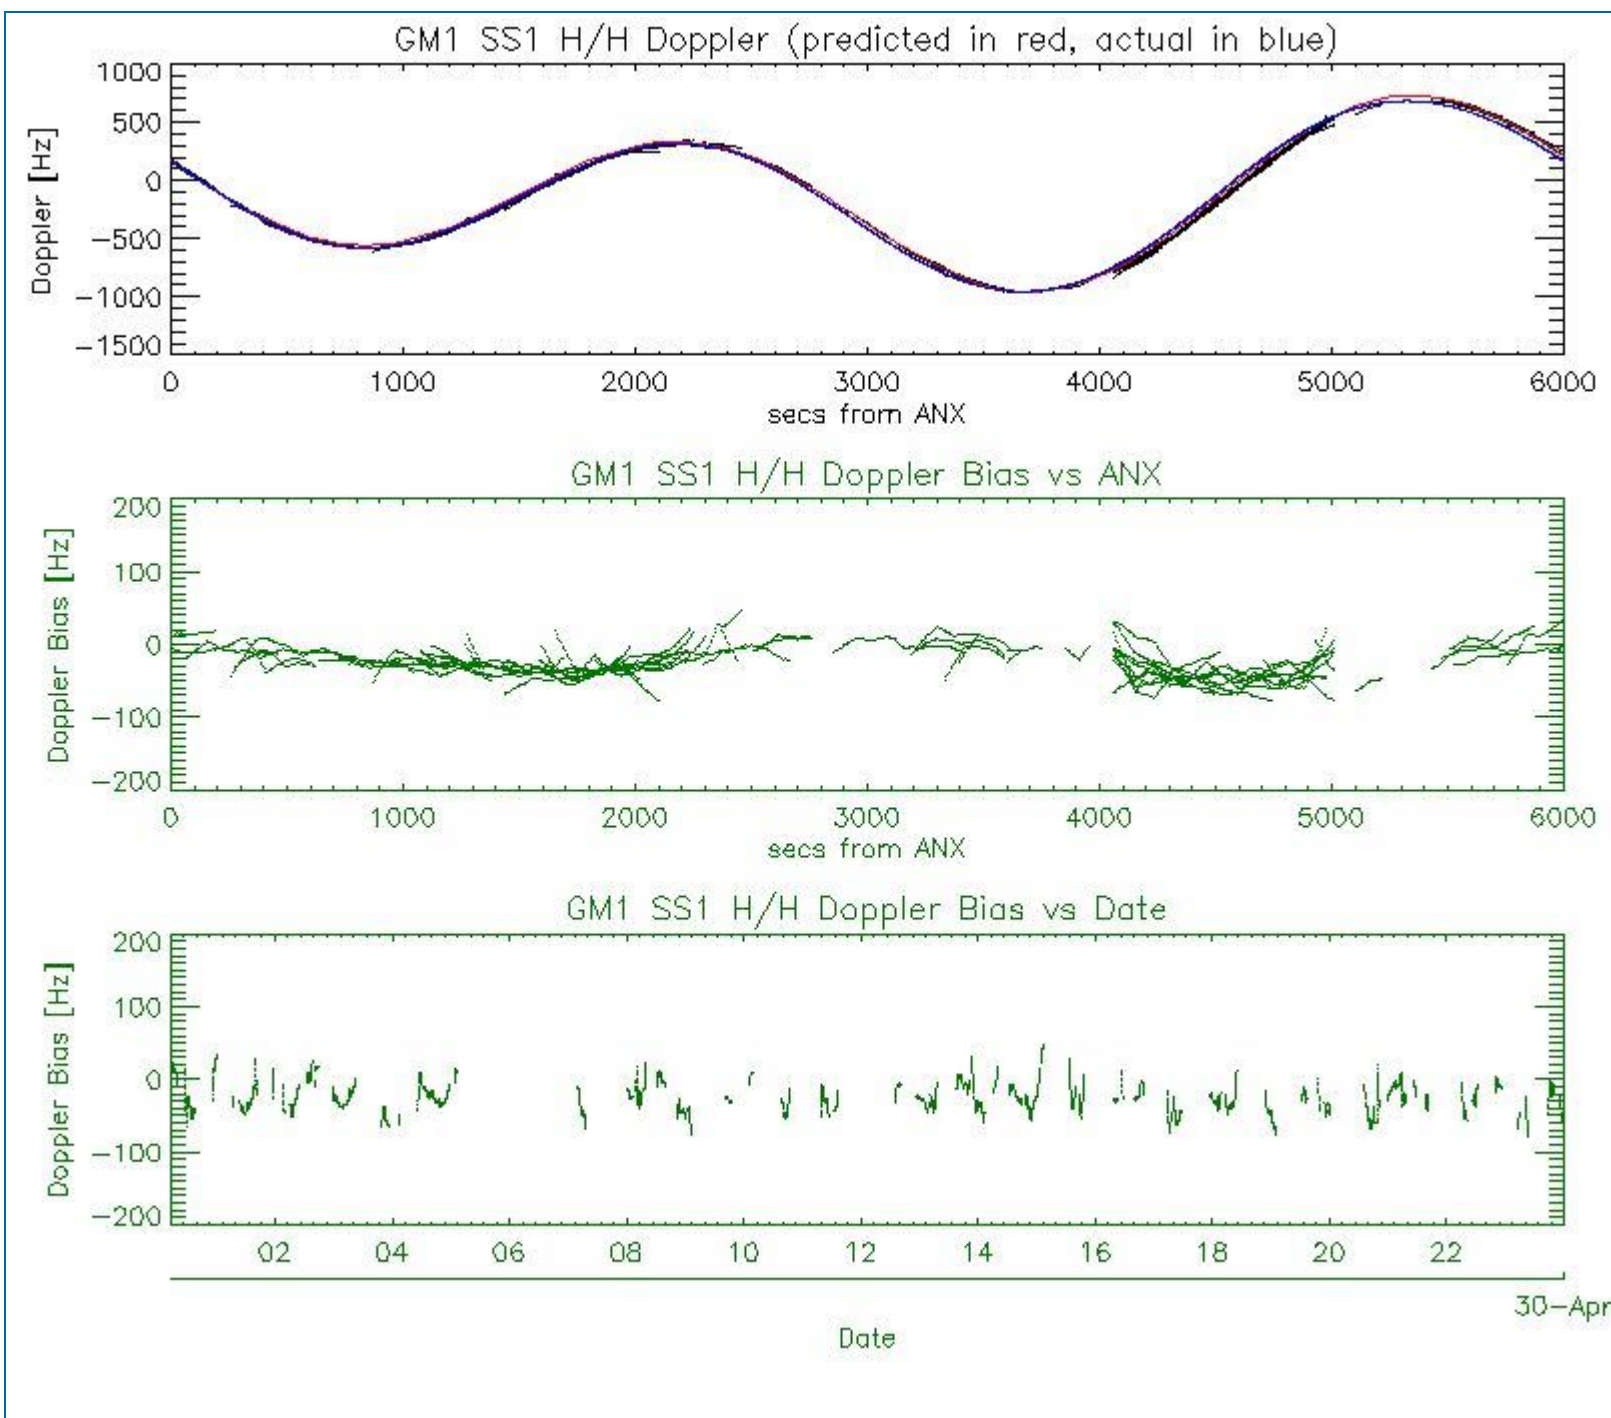 GM1 SS1 H/H Doppler (predicted in red, actual in blue)
1000
500
0
−500
−1000
−1500
Doppler [Hz]
0 1000 2000 3000 4000 5000 6000
secs from ANX
GM1 SS1 H/H Doppler Bias vs ANX
200
100
0
−100
−200
Doppler Bias [Hz]
0 1000 2000 3000 4000 5000 6000
secs from ANX
GM1 SS1 H/H Doppler Bias vs Date
200
100
0
−100
−200
Doppler Bias [Hz]
02 04 06 08 10 12 14 16 18 20 22
30−Apr
Date